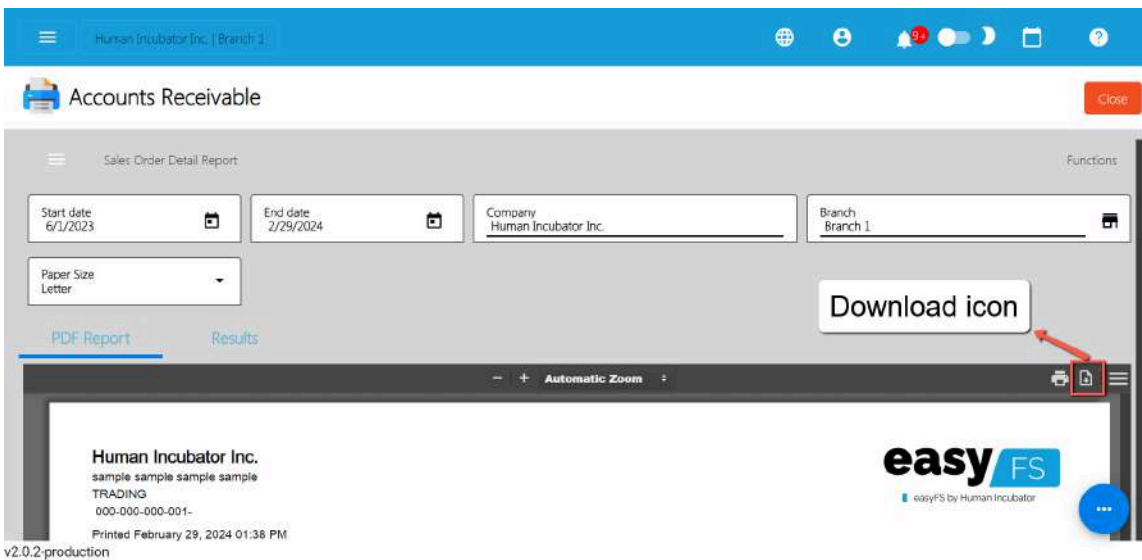 Human Incubator Inc. | Branch 1
9+
Accounts Receivable
Close
Sales Order Detail Report
Functions
Start date
6/1/2023
End date
2/29/2024
Company
Human Incubator Inc.
Branch
Branch 1
Paper Size
Letter
Download icon
PDF Report
Results
Automatic Zoom
Human Incubator Inc.
sample sample sample sample
TRADING
000-000-000-001-
Printed February 29, 2024 01:38 PM
easy FS
easyFS by Human Incubator
v2.0.2-production